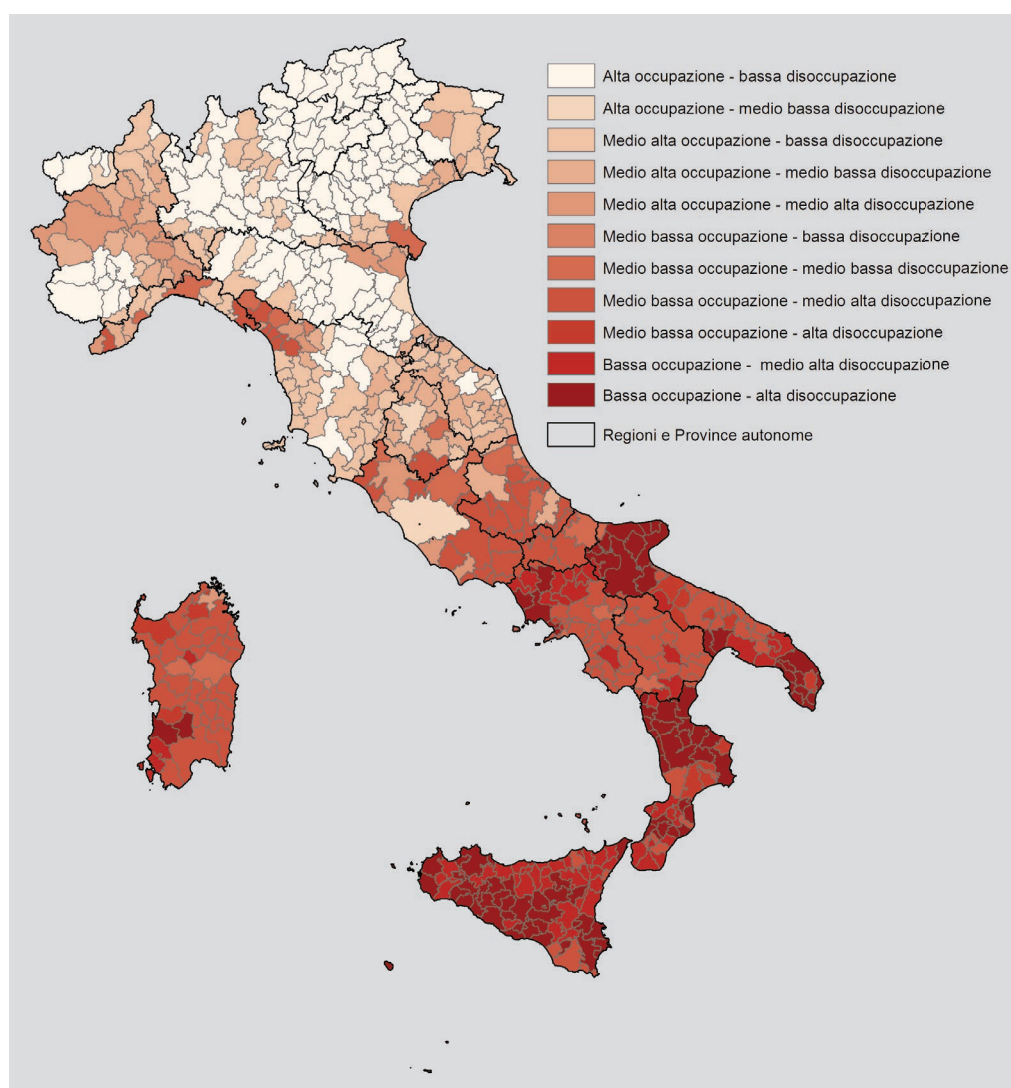 Alta occupazione - bassa disoccupazione
Alta occupazione - medio bassa disoccupazione
Medio alta occupazione - bassa disoccupazione
Medio alta occupazione - medio bassa disoccupazione
Medio alta occupazione - medio alta disoccupazione
Medio bassa occupazione - bassa disoccupazione
Medio bassa occupazione - medio bassa disoccupazione
Medio bassa occupazione - medio alta disoccupazione
Medio bassa occupazione - alta disoccupazione
Bassa occupazione - medio alta disoccupazione
Bassa occupazione - alta disoccupazione
Regioni e Province autonome